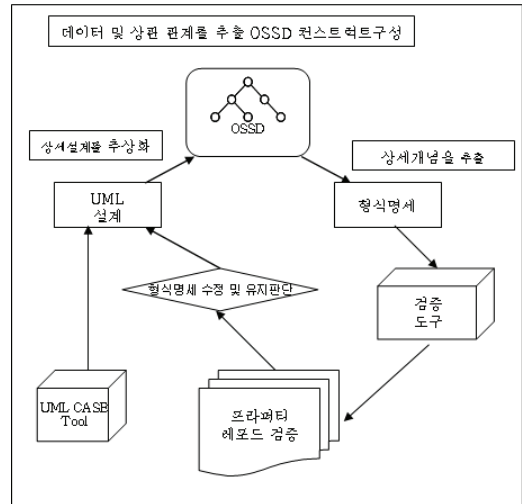 데이터 및 상관 관계를 추출 OSSD 컨스트럭트구성
OSSD
상세설계를 추상화
상세개념을 추출
UML
설계
형식명세
형식명세 수정 및 유지판단
검증
도구
UML CASE
Tool
프라퍼티
레포드 검증